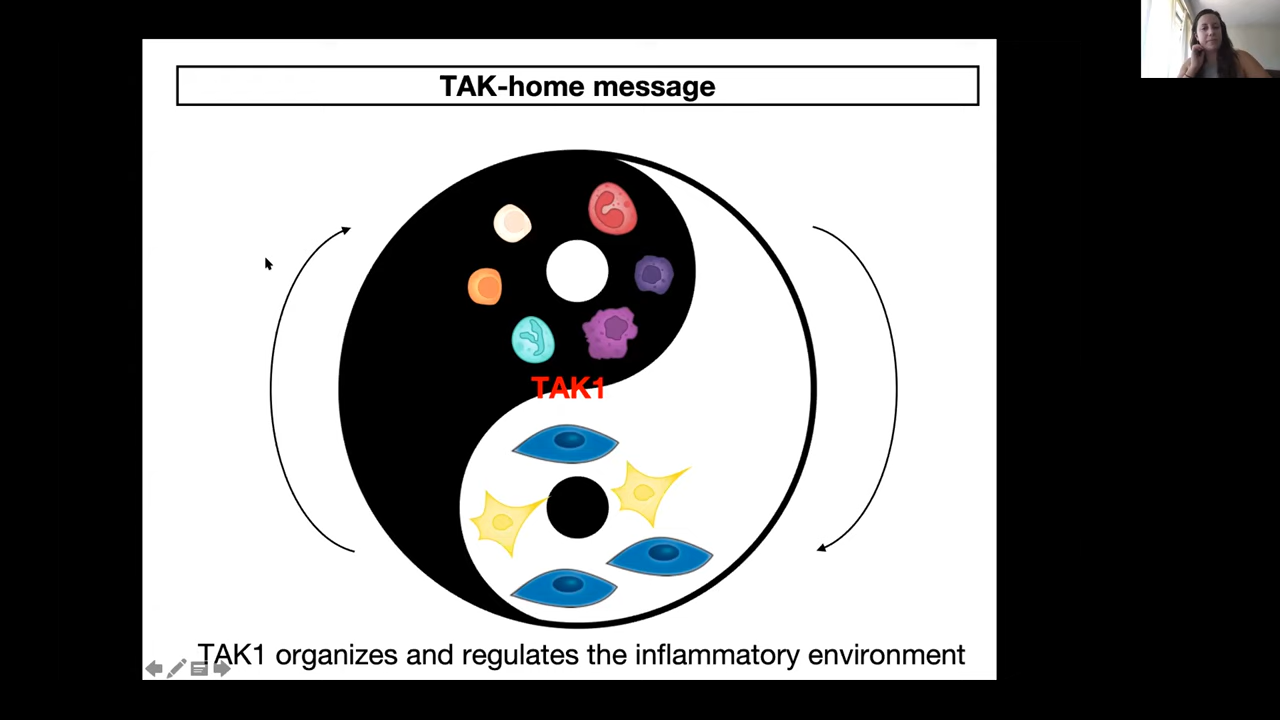 TAK-home message
TAK1
TAK1 organizes and regulates the inflammatory environment